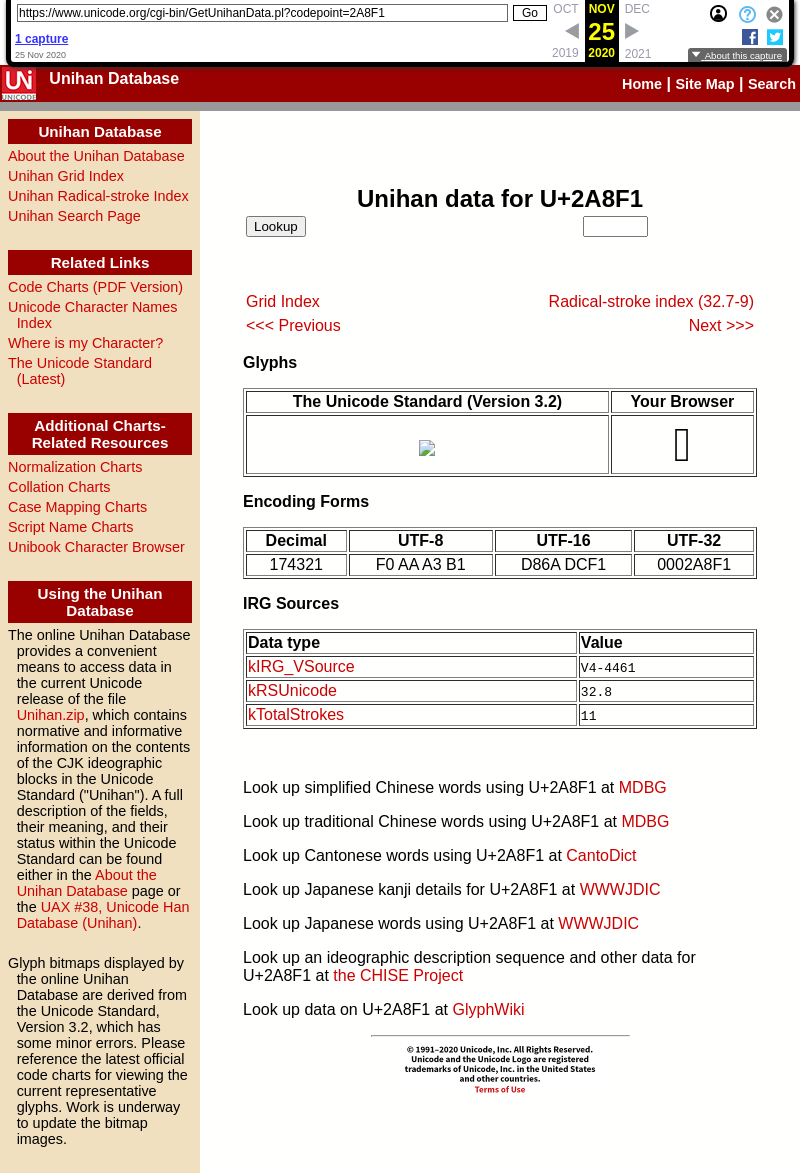 https://www.unicode.org/cgi-bin/GetUnihanData.pl?codepoint=2A8F1
Go
OCT NOV DEC
1 capture
25
25 Nov 2020
2019 2020 2021
About this capture
UNi
UNICODE
Unihan Database
Home | Site Map | Search
Unihan Database
About the Unihan Database
Unihan Grid Index
Unihan Radical-stroke Index
Unihan Search Page
Related Links
Code Charts (PDF Version)
Unicode Character Names
Index
Where is my Character?
The Unicode Standard
(Latest)
Additional Charts-
Related Resources
Normalization Charts
Collation Charts
Case Mapping Charts
Script Name Charts
Unibook Character Browser
Using the Unihan
Database
The online Unihan Database
provides a convenient
means to access data in
the current Unicode
release of the file
Unihan.zip, which contains
normative and informative
information on the contents
of the CJK ideographic
blocks in the Unicode
Standard ("Unihan"). A full
description of the fields,
their meaning, and their
status within the Unicode
Standard can be found
either in the About the
Unihan Database page or
the UAX #38, Unicode Han
Database (Unihan).
Glyph bitmaps displayed by
the online Unihan
Database are derived from
the Unicode Standard,
Version 3.2, which has
some minor errors. Please
reference the latest official
code charts for viewing the
current representative
glyphs. Work is underway
to update the bitmap
images.
Unihan data for U+2A8F1
Lookup
Grid Index Radical-stroke index (32.7-9)
<<< Previous Next >>>
Glyphs
The Unicode Standard (Version 3.2) Your Browser
Encoding Forms
Decimal UTF-8 UTF-16 UTF-32
174321 F0 AA A3 B1 D86A DCF1 0002A8F1
IRG Sources
Data type Value
kIRG_VSource V4-4461
kRSUnicode 32.8
kTotalStrokes 11
Look up simplified Chinese words using U+2A8F1 at MDBG
Look up traditional Chinese words using U+2A8F1 at MDBG
Look up Cantonese words using U+2A8F1 at CantoDict
Look up Japanese kanji details for U+2A8F1 at WWWJDIC
Look up Japanese words using U+2A8F1 at WWWJDIC
Look up an ideographic description sequence and other data for
U+2A8F1 at the CHISE Project
Look up data on U+2A8F1 at GlyphWiki
© 1991–2020 Unicode, Inc. All Rights Reserved.
Unicode and the Unicode Logo are registered
trademarks of Unicode, Inc. in the United States
and other countries.
Terms of Use